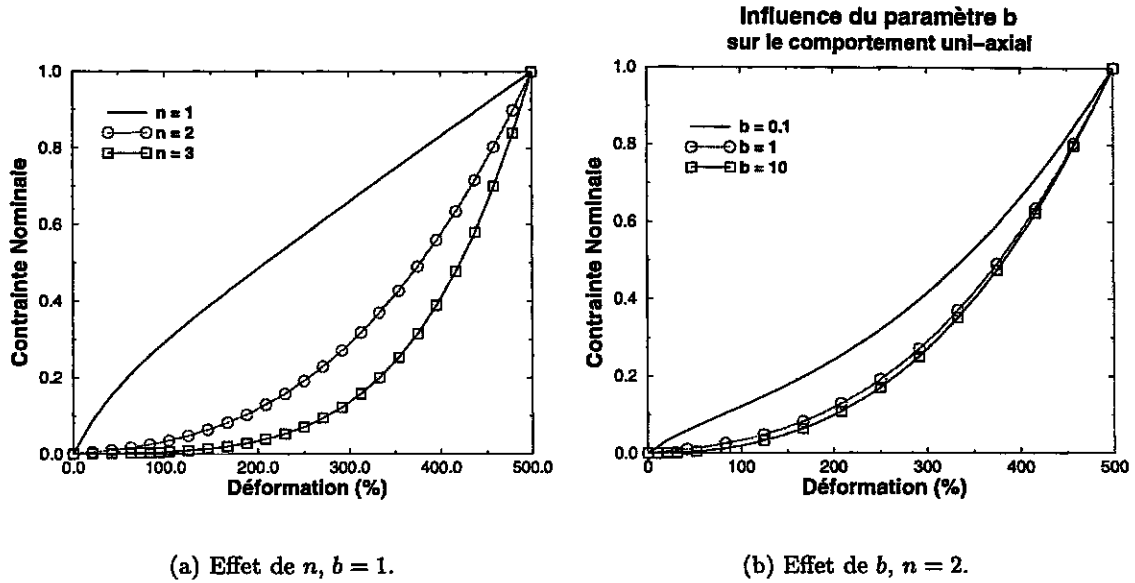 Influence du paramètre b
sur le comportement uni-axial
1.0
0.8
0.6
0.4
0.2
0.0
Contrainte Nominale
n = 1
n = 2
n = 3
0.0
100.0
200.0
300.0
400.0
500.0
Déformation (%)
1.0
0.8
0.6
0.4
0.2
0.0
Contrainte Nominale
b = 0.1
b = 1
b = 10
0
100
200
300
400
500
Déformation (%)
(a) Effet de n, b = 1.
(b) Effet de b, n = 2.